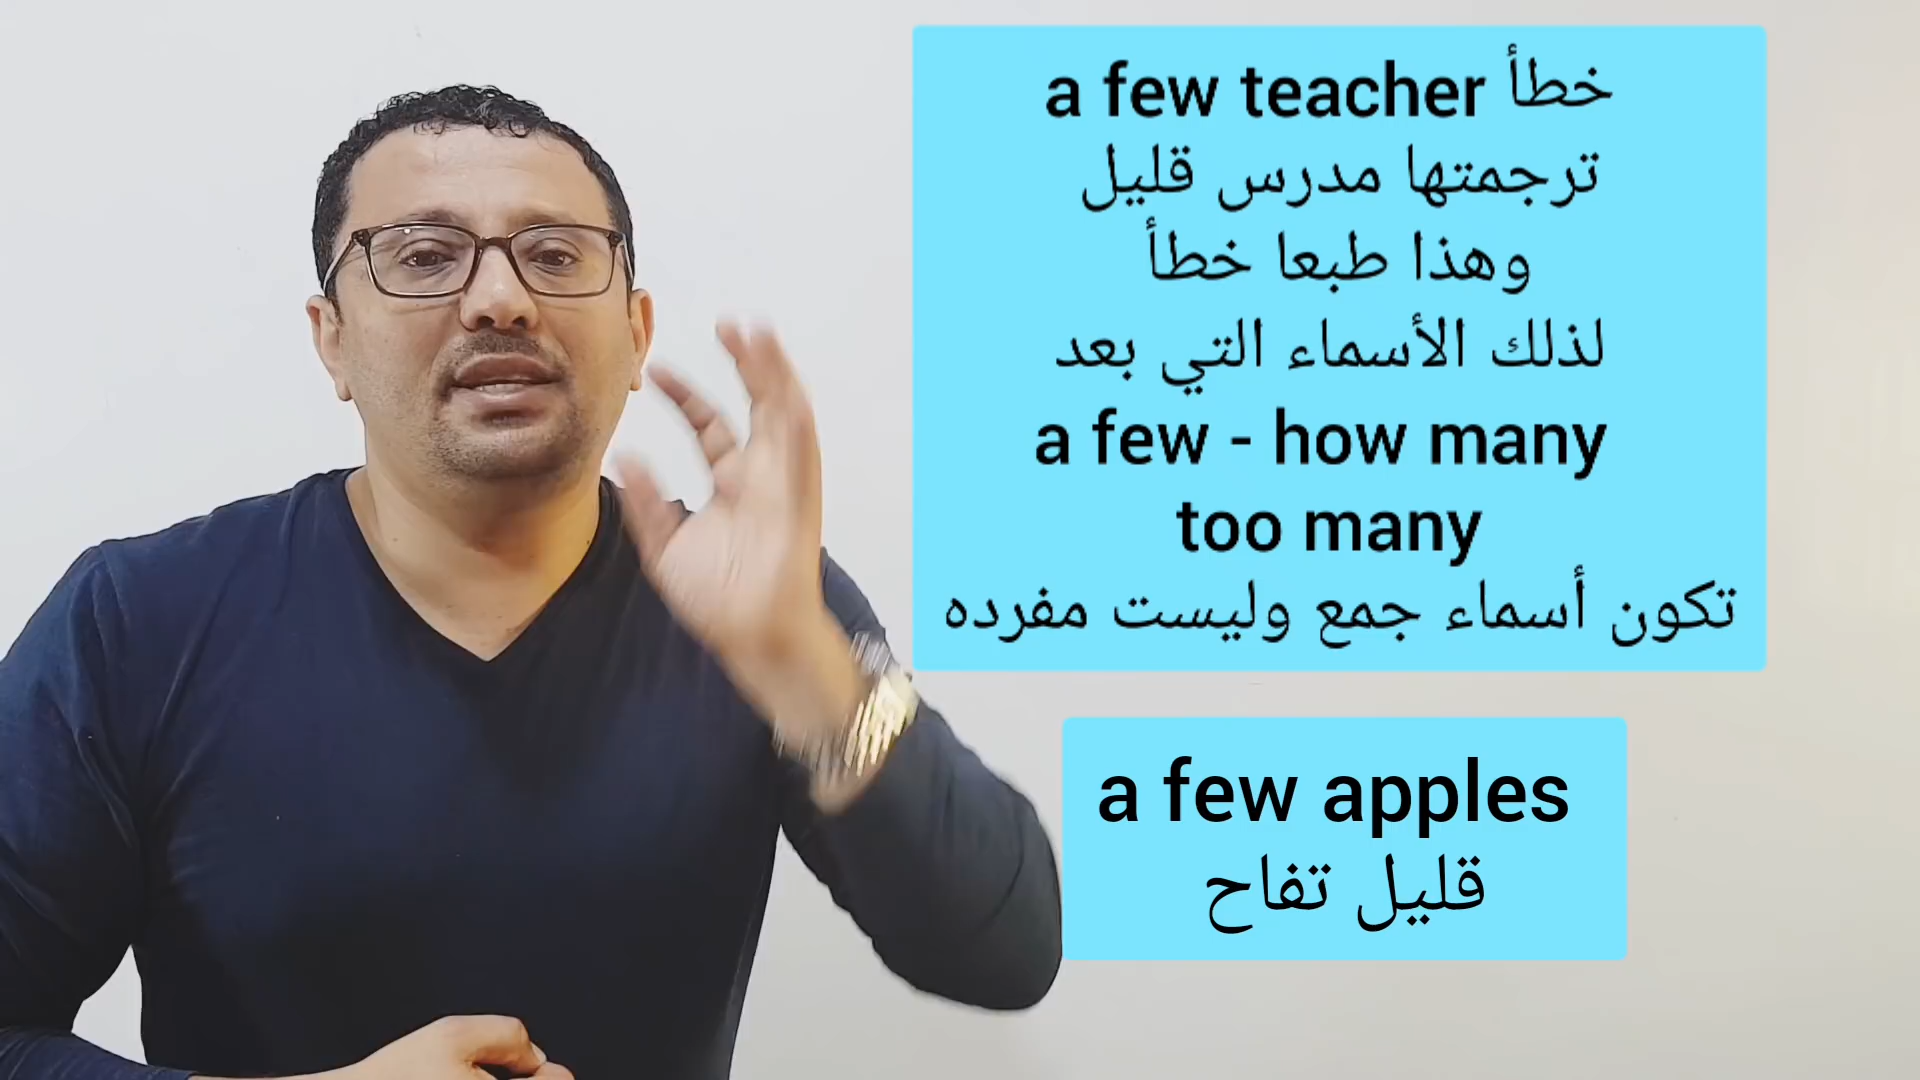 a few teacher خطأ
ترجمتها مدرس قليل
وهذا طبعا خطأ
لذلك الأسماء التي بعد
a few - how many
too many
تكون أسماء جمع وليست مفرده
a few apples
قليل تفاح